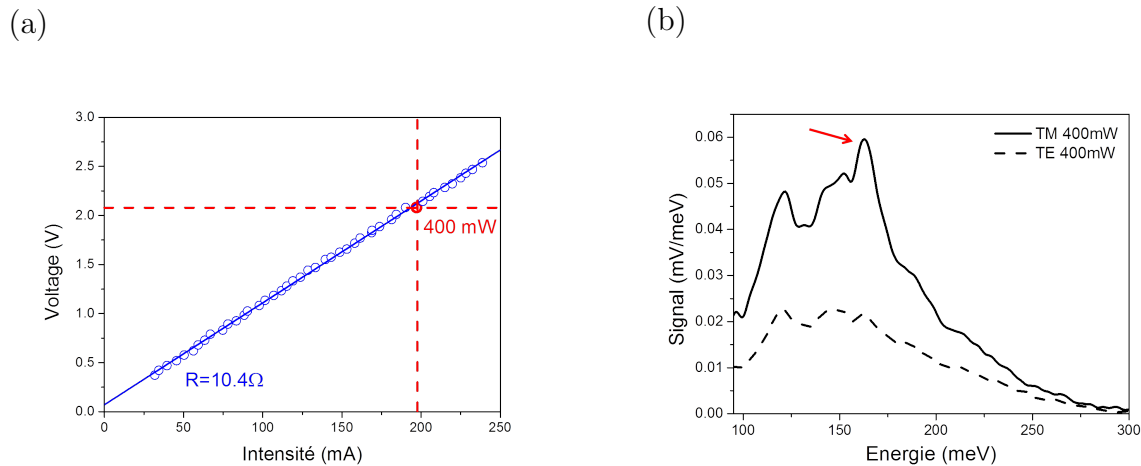 (a)
3.0
2.5
2.0
1.5
1.0
0.5
0.0
Voltage (V)
400 mW
R=10.4Ω
0
50
100
150
200
250
Intensité (mA)
(b)
TM 400mW
TE 400mW
0.06
0.05
0.04
0.03
0.02
0.01
0.00
Signal (mV/meV)
100
150
200
250
300
Energie (meV)